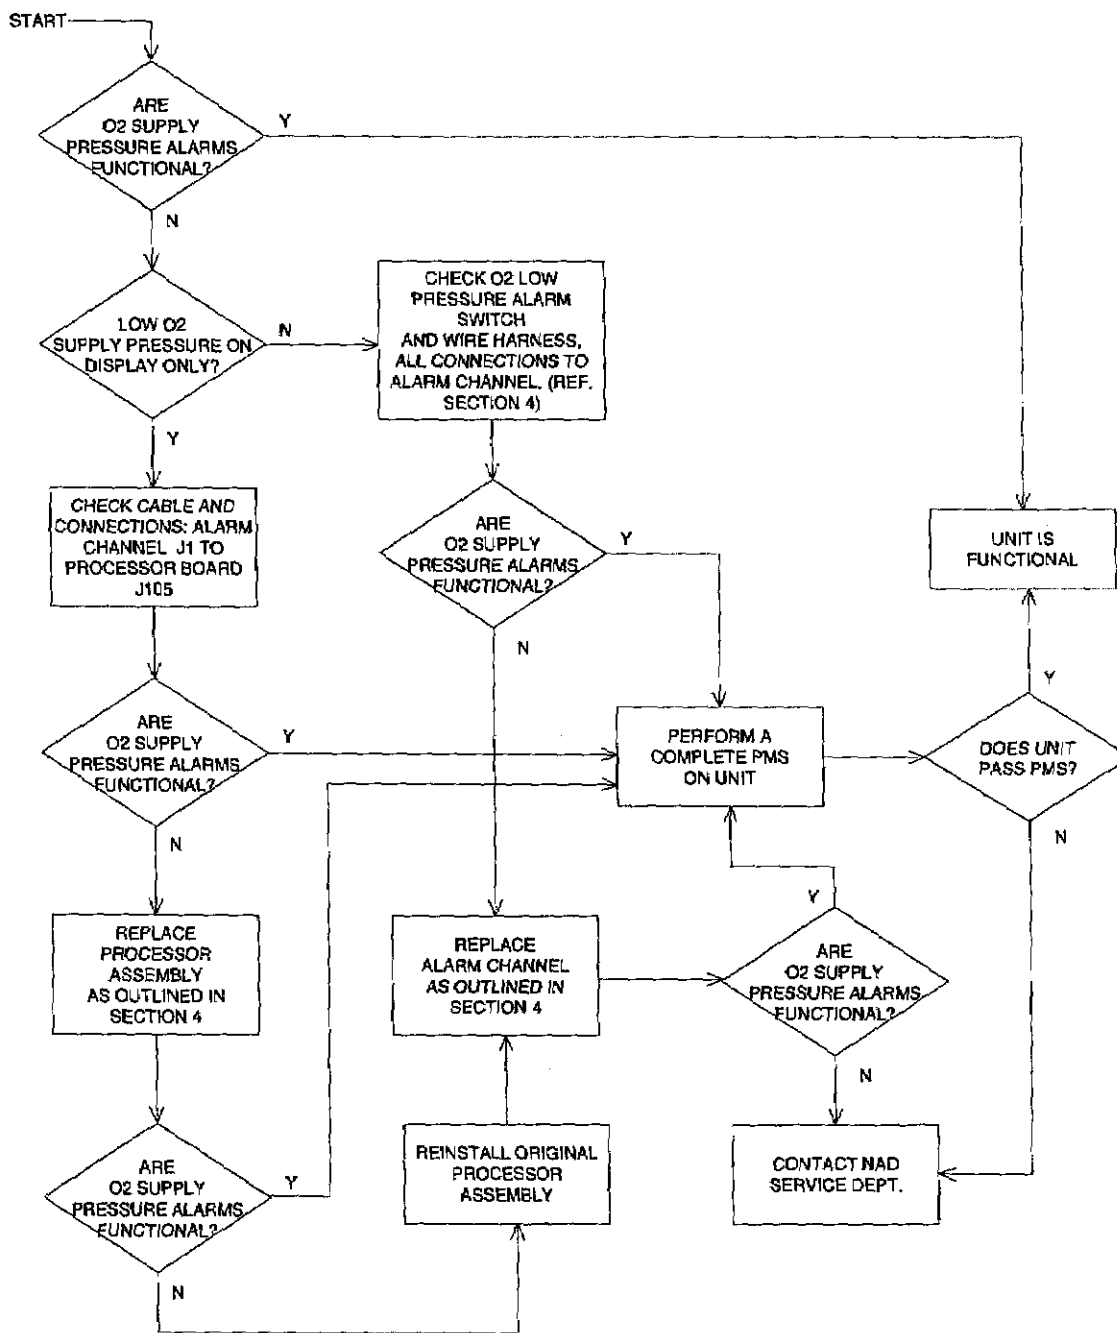 START
ARE
O2 SUPPLY
PRESSURE ALARMS
FUNCTIONAL?
Y
N
LOW O2
SUPPLY PRESSURE ON
DISPLAY ONLY?
N
Y
CHECK O2 LOW
PRESSURE ALARM
SWITCH
AND WIRE HARNESS,
ALL CONNECTIONS TO
ALARM CHANNEL. (REF.
SECTION 4)
CHECK CABLE AND
CONNECTIONS: ALARM
CHANNEL J1 TO
PROCESSOR BOARD
J105
ARE
O2 SUPPLY
PRESSURE ALARMS
FUNCTIONAL?
Y
N
UNIT IS
FUNCTIONAL
ARE
O2 SUPPLY
PRESSURE ALARMS
FUNCTIONAL?
Y
N
PERFORM A
COMPLETE PMS
ON UNIT
DOES UNIT
PASS PMS?
Y
N
REPLACE
PROCESSOR
ASSEMBLY
AS OUTLINED IN
SECTION 4
REPLACE
ALARM CHANNEL
AS OUTLINED IN
SECTION 4
ARE
O2 SUPPLY
PRESSURE ALARMS
FUNCTIONAL?
Y
N
ARE
O2 SUPPLY
PRESSURE ALARMS
FUNCTIONAL?
Y
N
REINSTALL ORIGINAL
PROCESSOR
ASSEMBLY
CONTACT NAD
SERVICE DEPT.